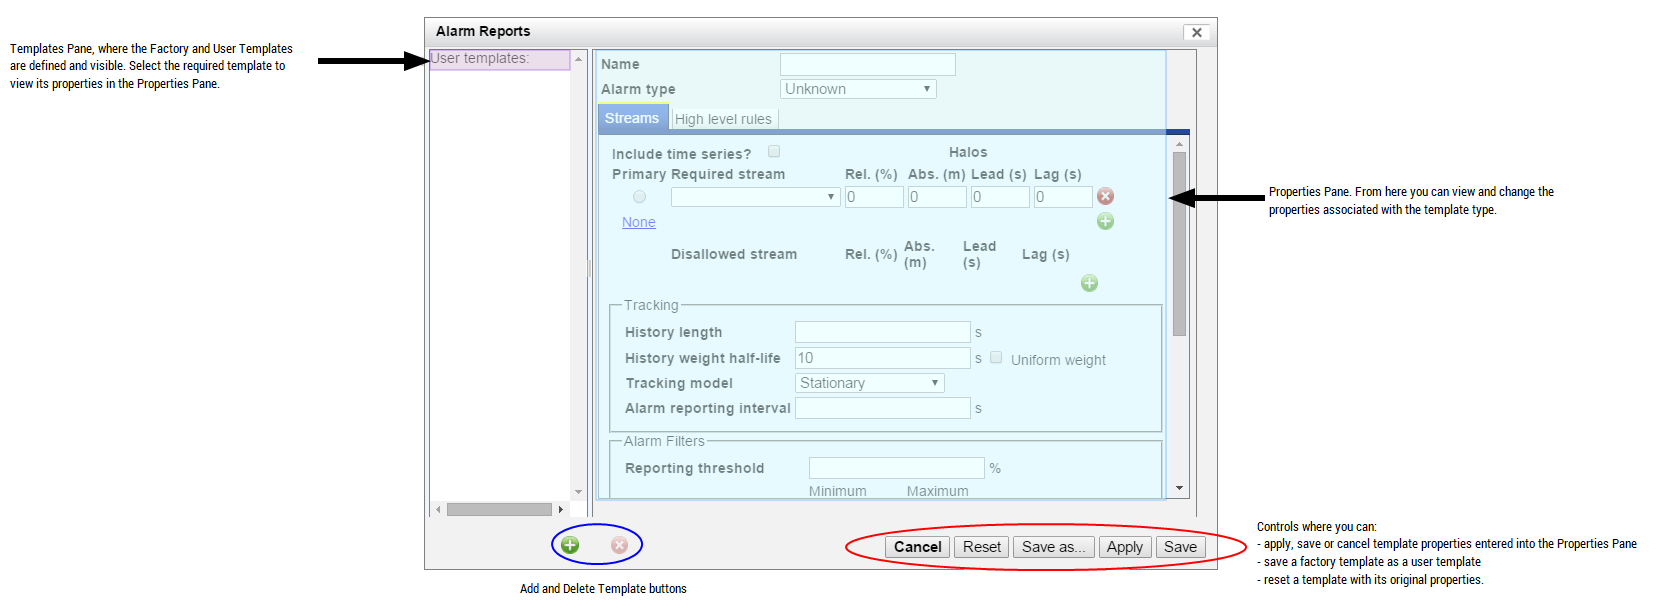 Alarm Reports
Templates Pane, where the Factory and User Templates
are defined and visible. Select the required template to
view its properties in the Properties Pane.
User templates:
Name
Alarm type Unknown
Streams High level rules
Include time series? Halos
Primary Required stream Rel. (%) Abs. (m) Lead (s) Lag (s)
0 0 0 0
None
Disallowed stream Rel. (%) Abs. (m) Lead (s) Lag (s)
Properties Pane. From here you can view and change the
properties associated with the template type.
Tracking
History length s
History weight half-life 10 s Uniform weight
Tracking model Stationary
Alarm reporting interval s
Alarm Filters
Reporting threshold %
Minimum Maximum
Cancel Reset Save as... Apply Save
Add and Delete Template buttons
Controls where you can:
- apply, save or cancel template properties entered into the Properties Pane
- save a factory template as a user template
- reset a template with its original properties.